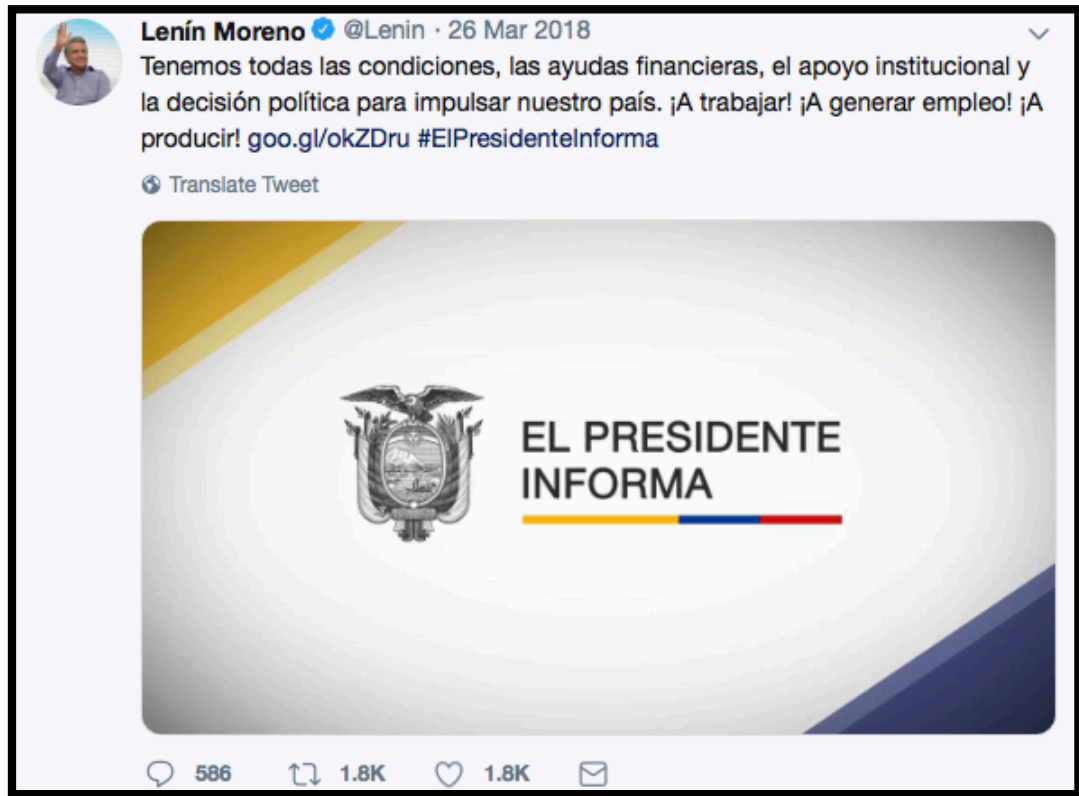 Lenín Moreno @Lenin · 26 Mar 2018
Tenemos todas las condiciones, las ayudas financieras, el apoyo institucional y
la decisión política para impulsar nuestro país. ¡A trabajar! ¡A generar empleo! ¡A
producir! goo.gl/okZDru #ElPresidenteInforma
Translate Tweet
EL PRESIDENTE
INFORMA
586 1.8K 1.8K